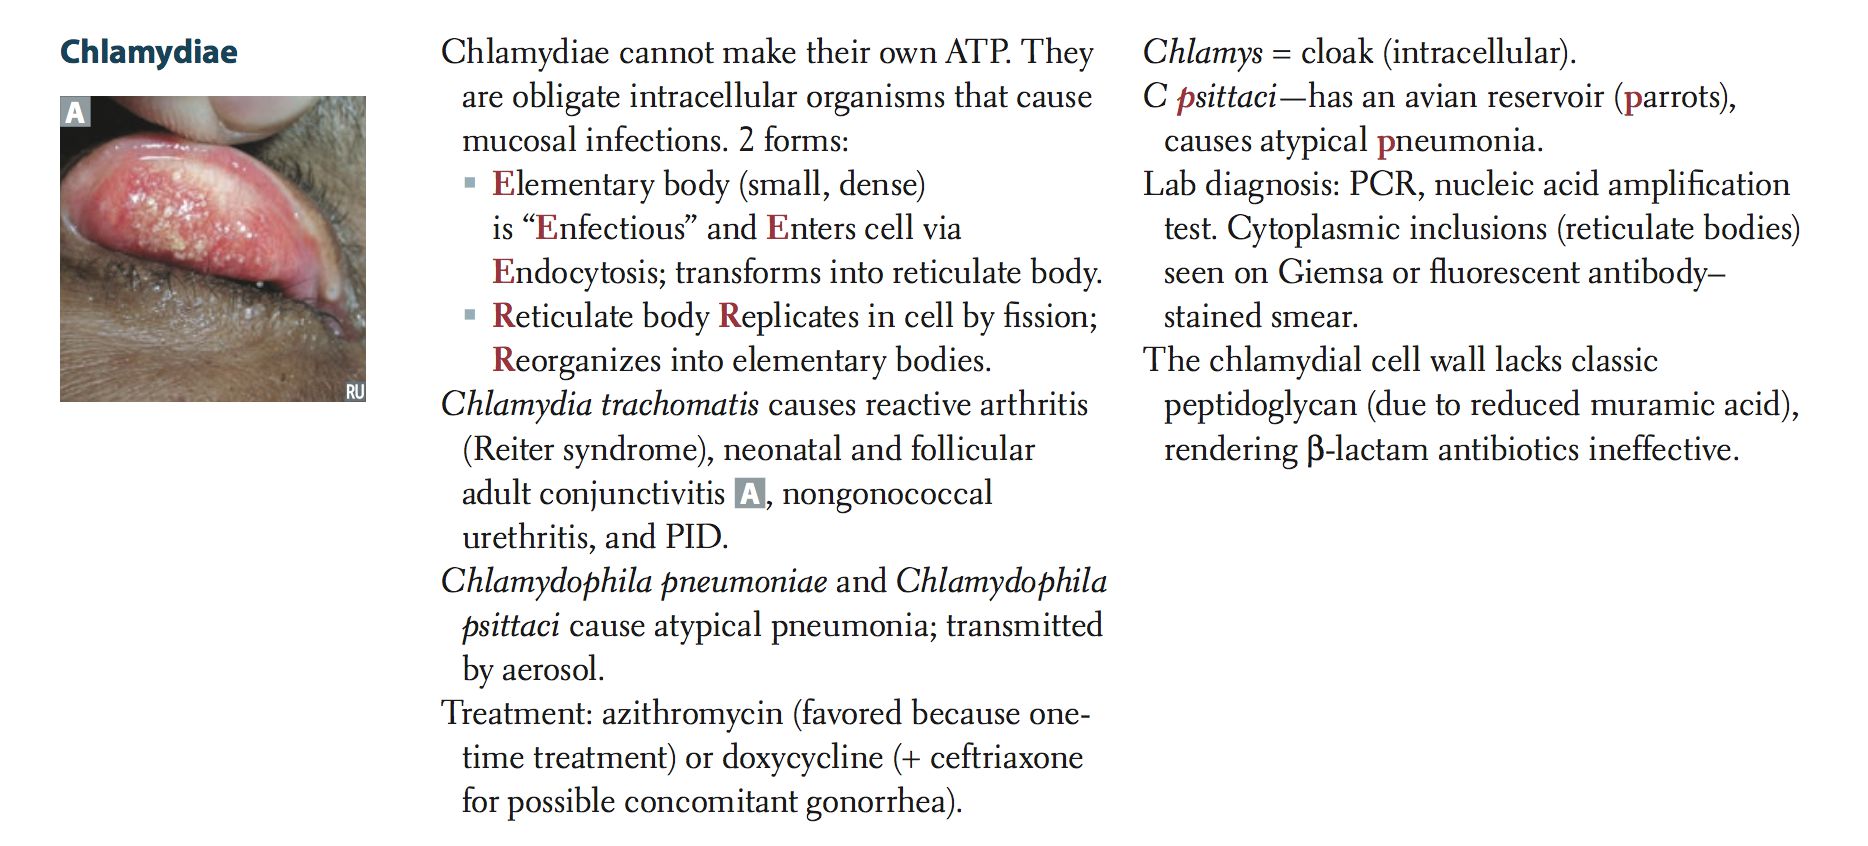 Chlamydiae
A
RU
Chlamydiae cannot make their own ATP. They
are obligate intracellular organisms that cause
mucosal infections. 2 forms:
▪ Elementary body (small, dense)
is “Enfectious” and Enters cell via
Endocytosis; transforms into reticulate body.
▪ Reticulate body Replicates in cell by fission;
Reorganizes into elementary bodies.
Chlamydia trachomatis causes reactive arthritis
(Reiter syndrome), neonatal and follicular
adult conjunctivitis A, nongonococcal
urethritis, and PID.
Chlamydophila pneumoniae and Chlamydophila
psittaci cause atypical pneumonia; transmitted
by aerosol.
Treatment: azithromycin (favored because one-
time treatment) or doxycycline (+ ceftriaxone
for possible concomitant gonorrhea).
Chlamys = cloak (intracellular).
C psittaci—has an avian reservoir (parrots),
causes atypical pneumonia.
Lab diagnosis: PCR, nucleic acid amplification
test. Cytoplasmic inclusions (reticulate bodies)
seen on Giemsa or fluorescent antibody–
stained smear.
The chlamydial cell wall lacks classic
peptidoglycan (due to reduced muramic acid),
rendering β-lactam antibiotics ineffective.